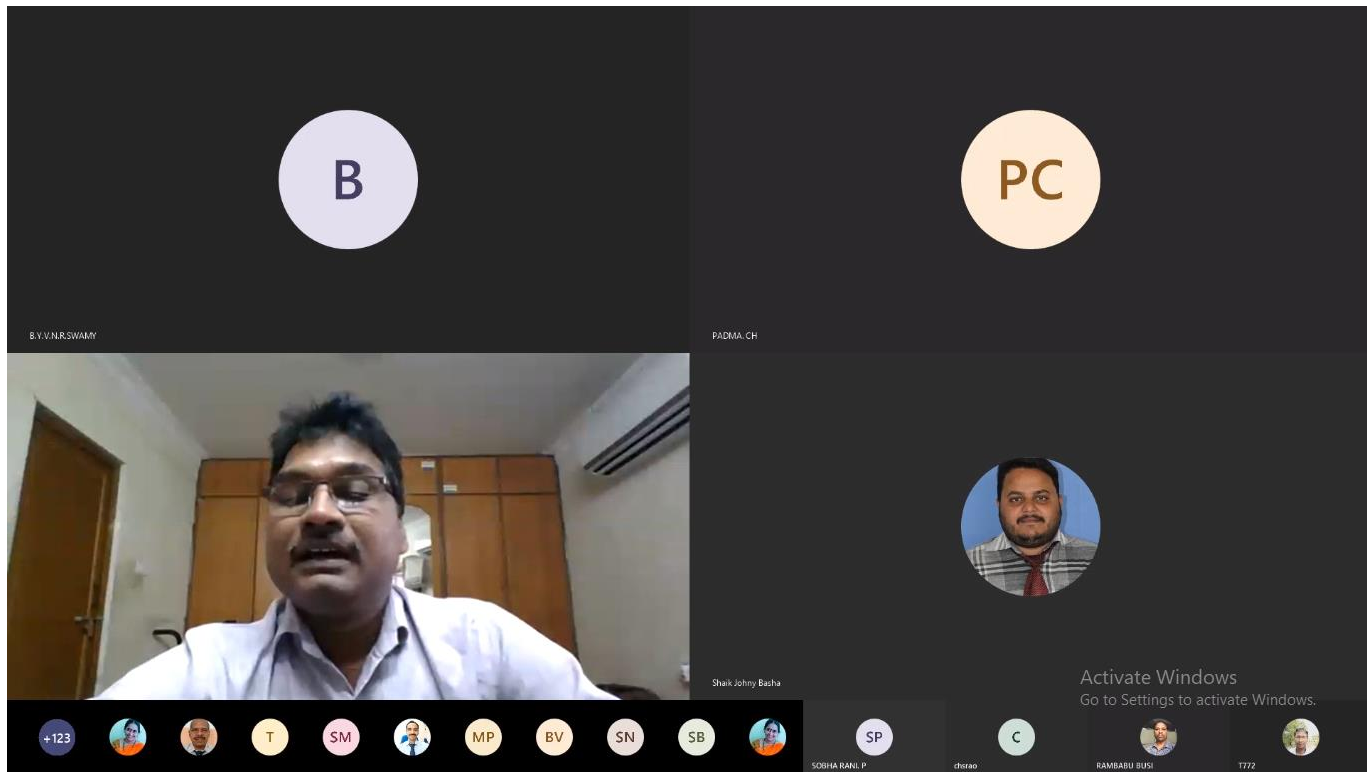 B
PC
B.Y.V.N.R.SWAMY
PADMA. CH
Shaik Johny Basha
Activate Windows
Go to Settings to activate Windows.
+123
T
SM
MP
BV
SN
SB
SP
C
SOBHA RANI. P
chsrao
RAMBABU BUSI
T772